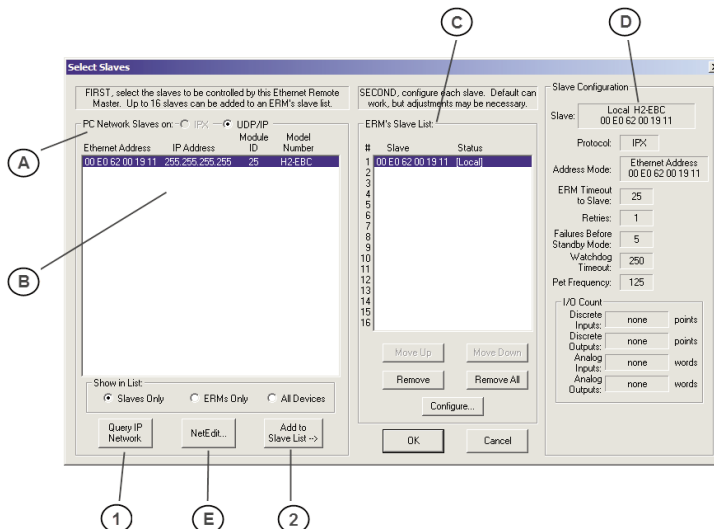 C
D
Select Slaves
FIRST, select the slaves to be controlled by this Ethernet Remote
Master. Up to 16 slaves can be added to an ERM's slave list.
PC Network Slaves on:
IPX
UDP/IP
Ethernet Address
IP Address
Module
ID
Model
Number
00 E0 62 00 19 11 255.255.255.255 25 H2-EBC
A
B
Show in List:
Slaves Only
ERMs Only
All Devices
Query IP
Network
NetEdit...
Add to
Slave List -->
SECOND, configure each slave. Default can
work, but adjustments may be necessary.
ERM's Slave List:
# Slave Status
1 00 E0 62 00 19 11 [Local]
2
3
4
5
6
7
8
9
10
11
12
13
14
15
16
Move Up
Move Down
Remove
Remove All
Configure...
OK
Cancel
Slave Configuration
Slave:
Local H2-EBC
00 E0 62 00 19 11
Protocol: IPX
Address Mode:
Ethernet Address
00 E0 62 00 19 11
ERM Timeout
to Slave:
25
Retries: 1
Failures Before
Standby Mode:
5
Watchdog
Timeout:
250
Pet Frequency: 125
I/O Count
Discrete
Inputs:
none points
Discrete
Outputs:
none points
Analog
Inputs:
none words
Analog
Outputs:
none words
1
E
2